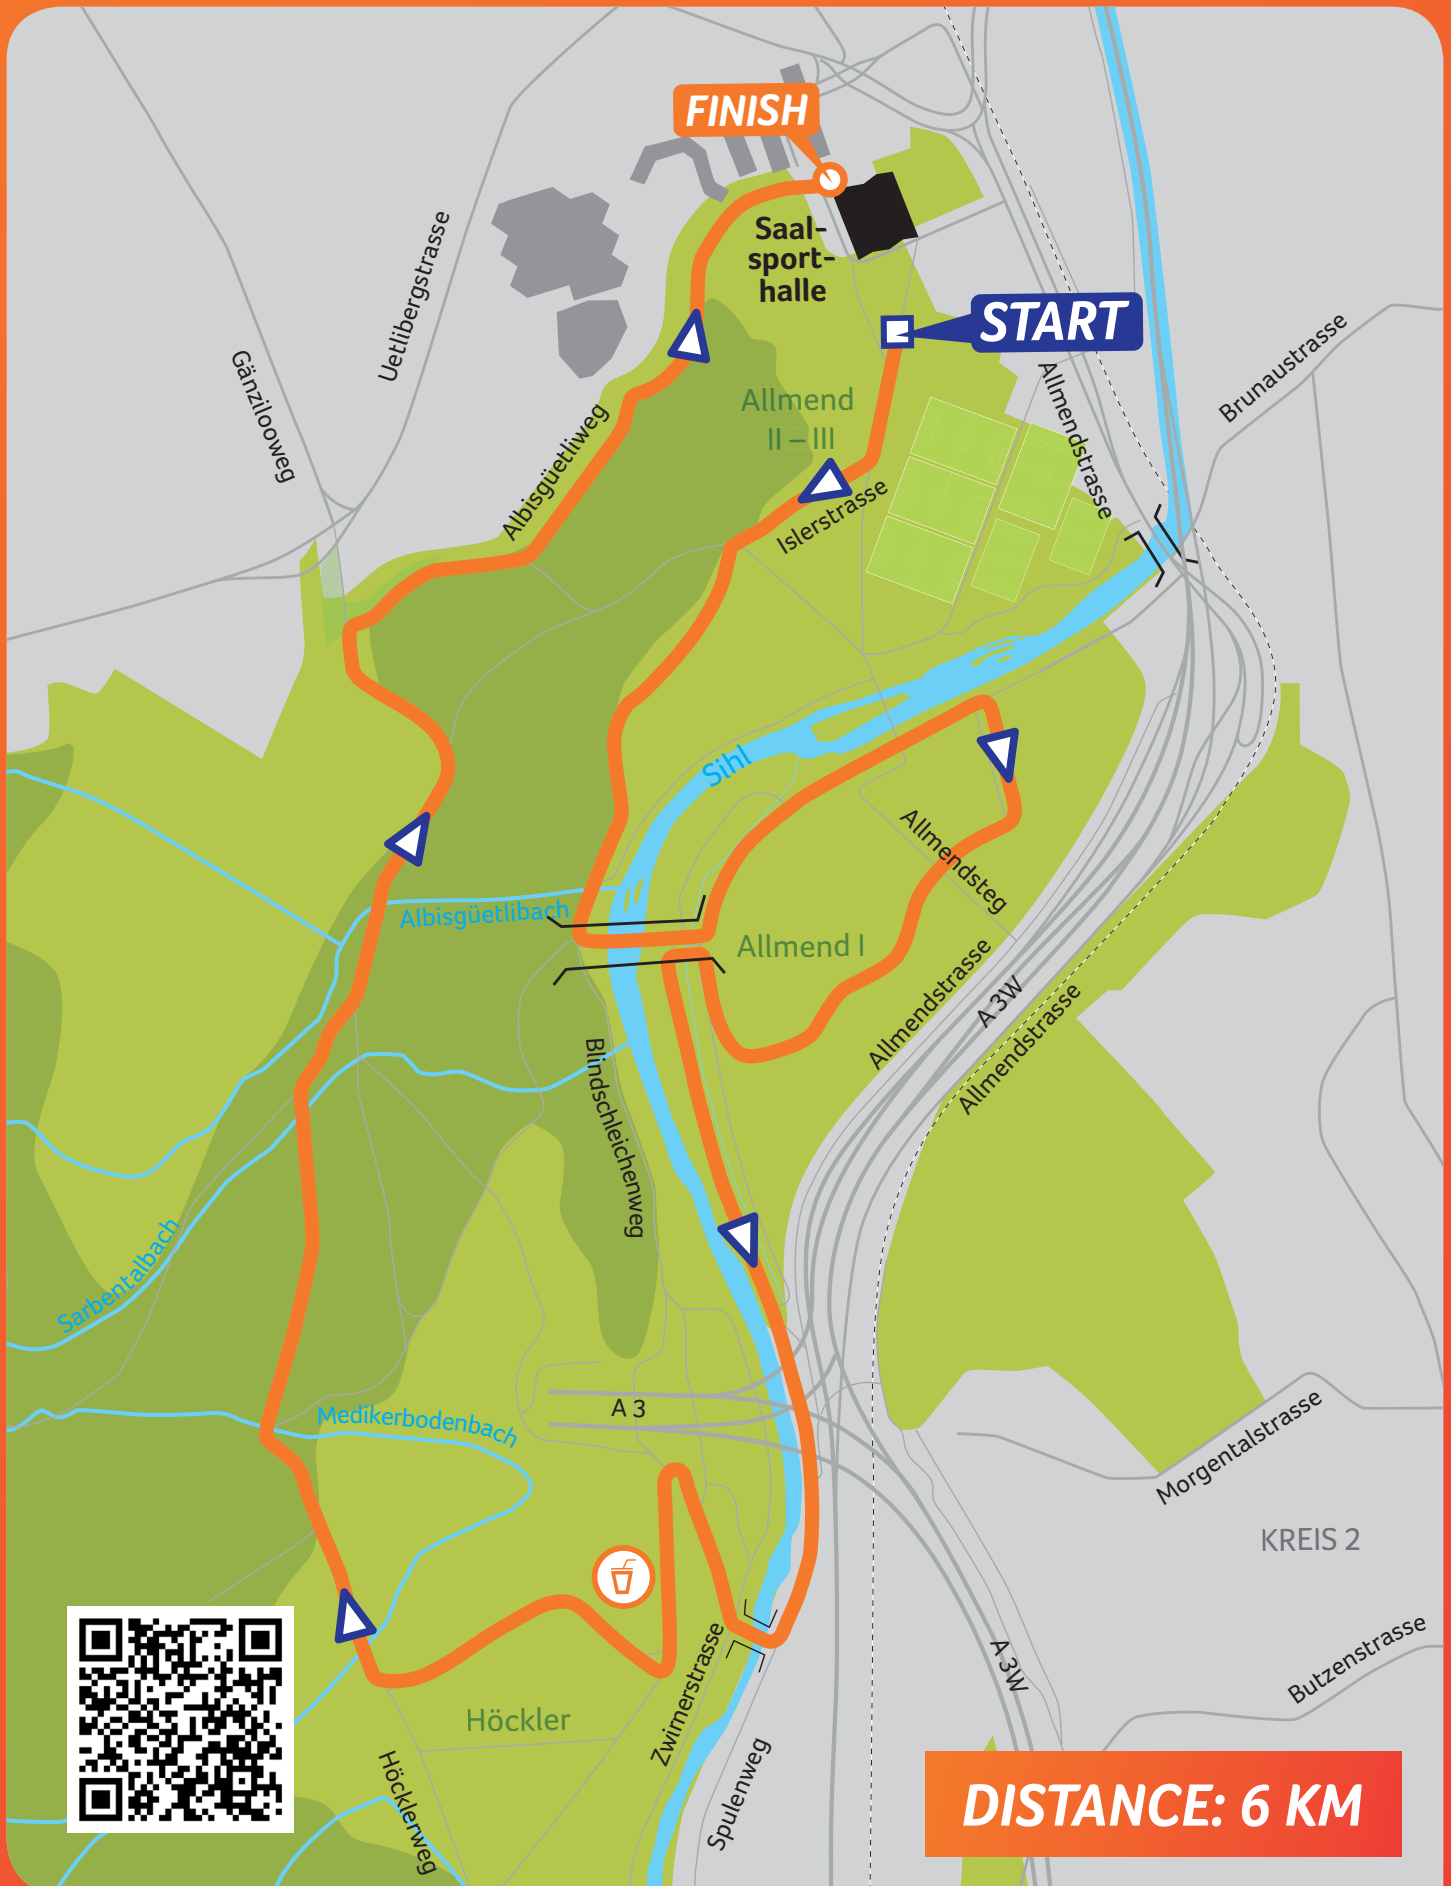 FINISH
Saal-
sport-
halle
START
Uetlibergstrasse
Gänzilooweg
Albisgüetliweg
Allmend
II – III
Islerstrasse
Allmendstrasse
Brunaustrasse
Sihl
Allmendsteg
Albisgüetlibach
Allmend I
Allmendstrasse
A 3W
Allmendstrasse
Blindschleichenweg
Sarbentalbach
A 3
Medikerbodenbach
Morgentalstrasse
KREIS 2
Zwirnerstrasse
A 3W
Butzenstrasse
Höckler
Höcklerweg
Spulenweg
DISTANCE: 6 KM